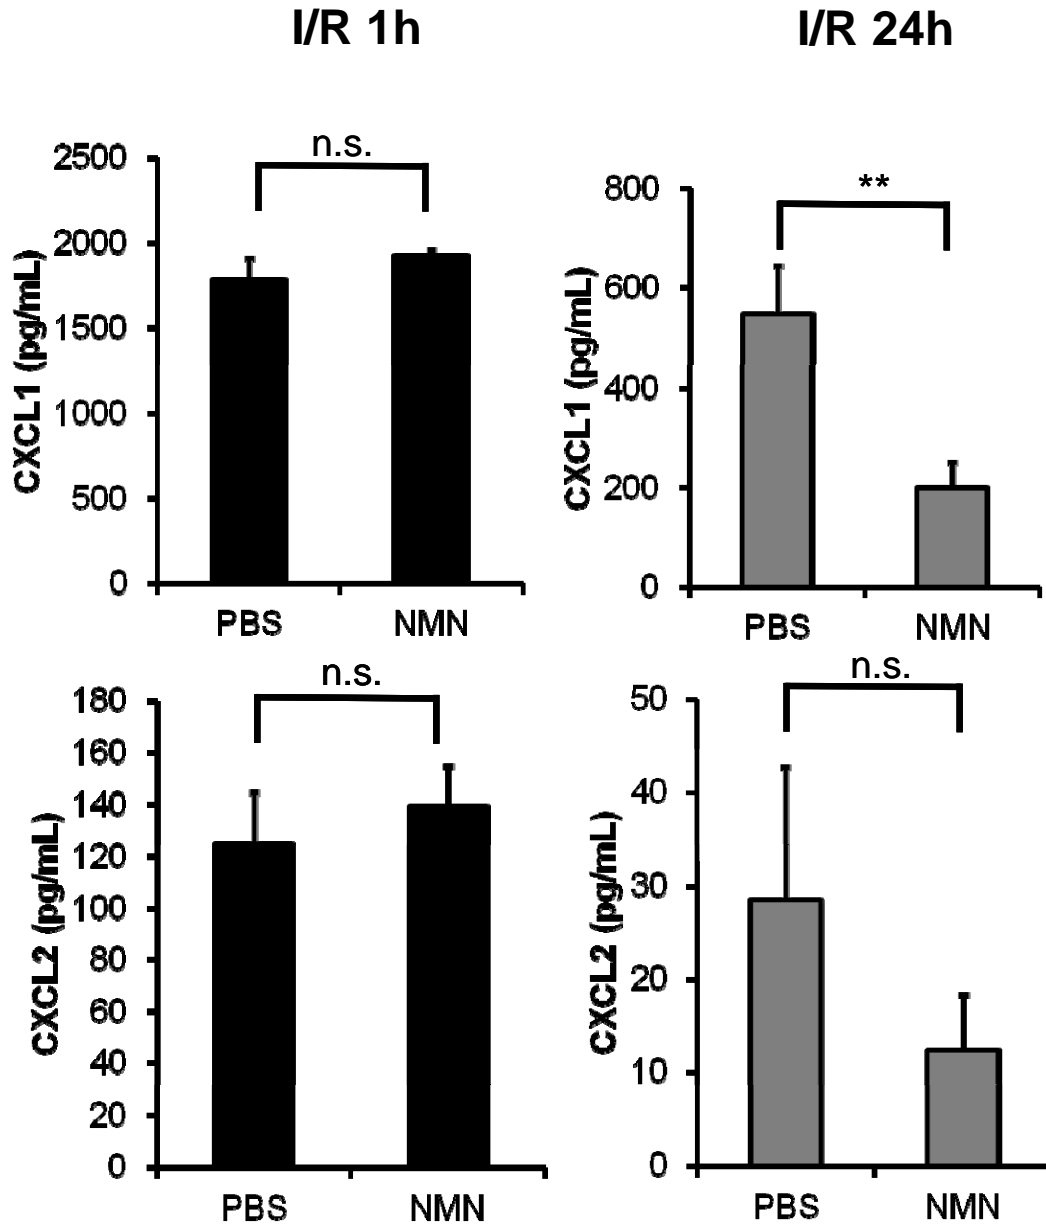 I/R 1h
I/R 24h
n.s.
CXCL1 (pg/mL)
2500
2000
1500
1000
500
0
PBS NMN
**
CXCL1 (pg/mL)
800
600
400
200
0
PBS NMN
n.s.
CXCL2 (pg/mL)
180
160
140
120
100
80
60
40
20
0
PBS NMN
n.s.
CXCL2 (pg/mL)
50
40
30
20
10
0
PBS NMN